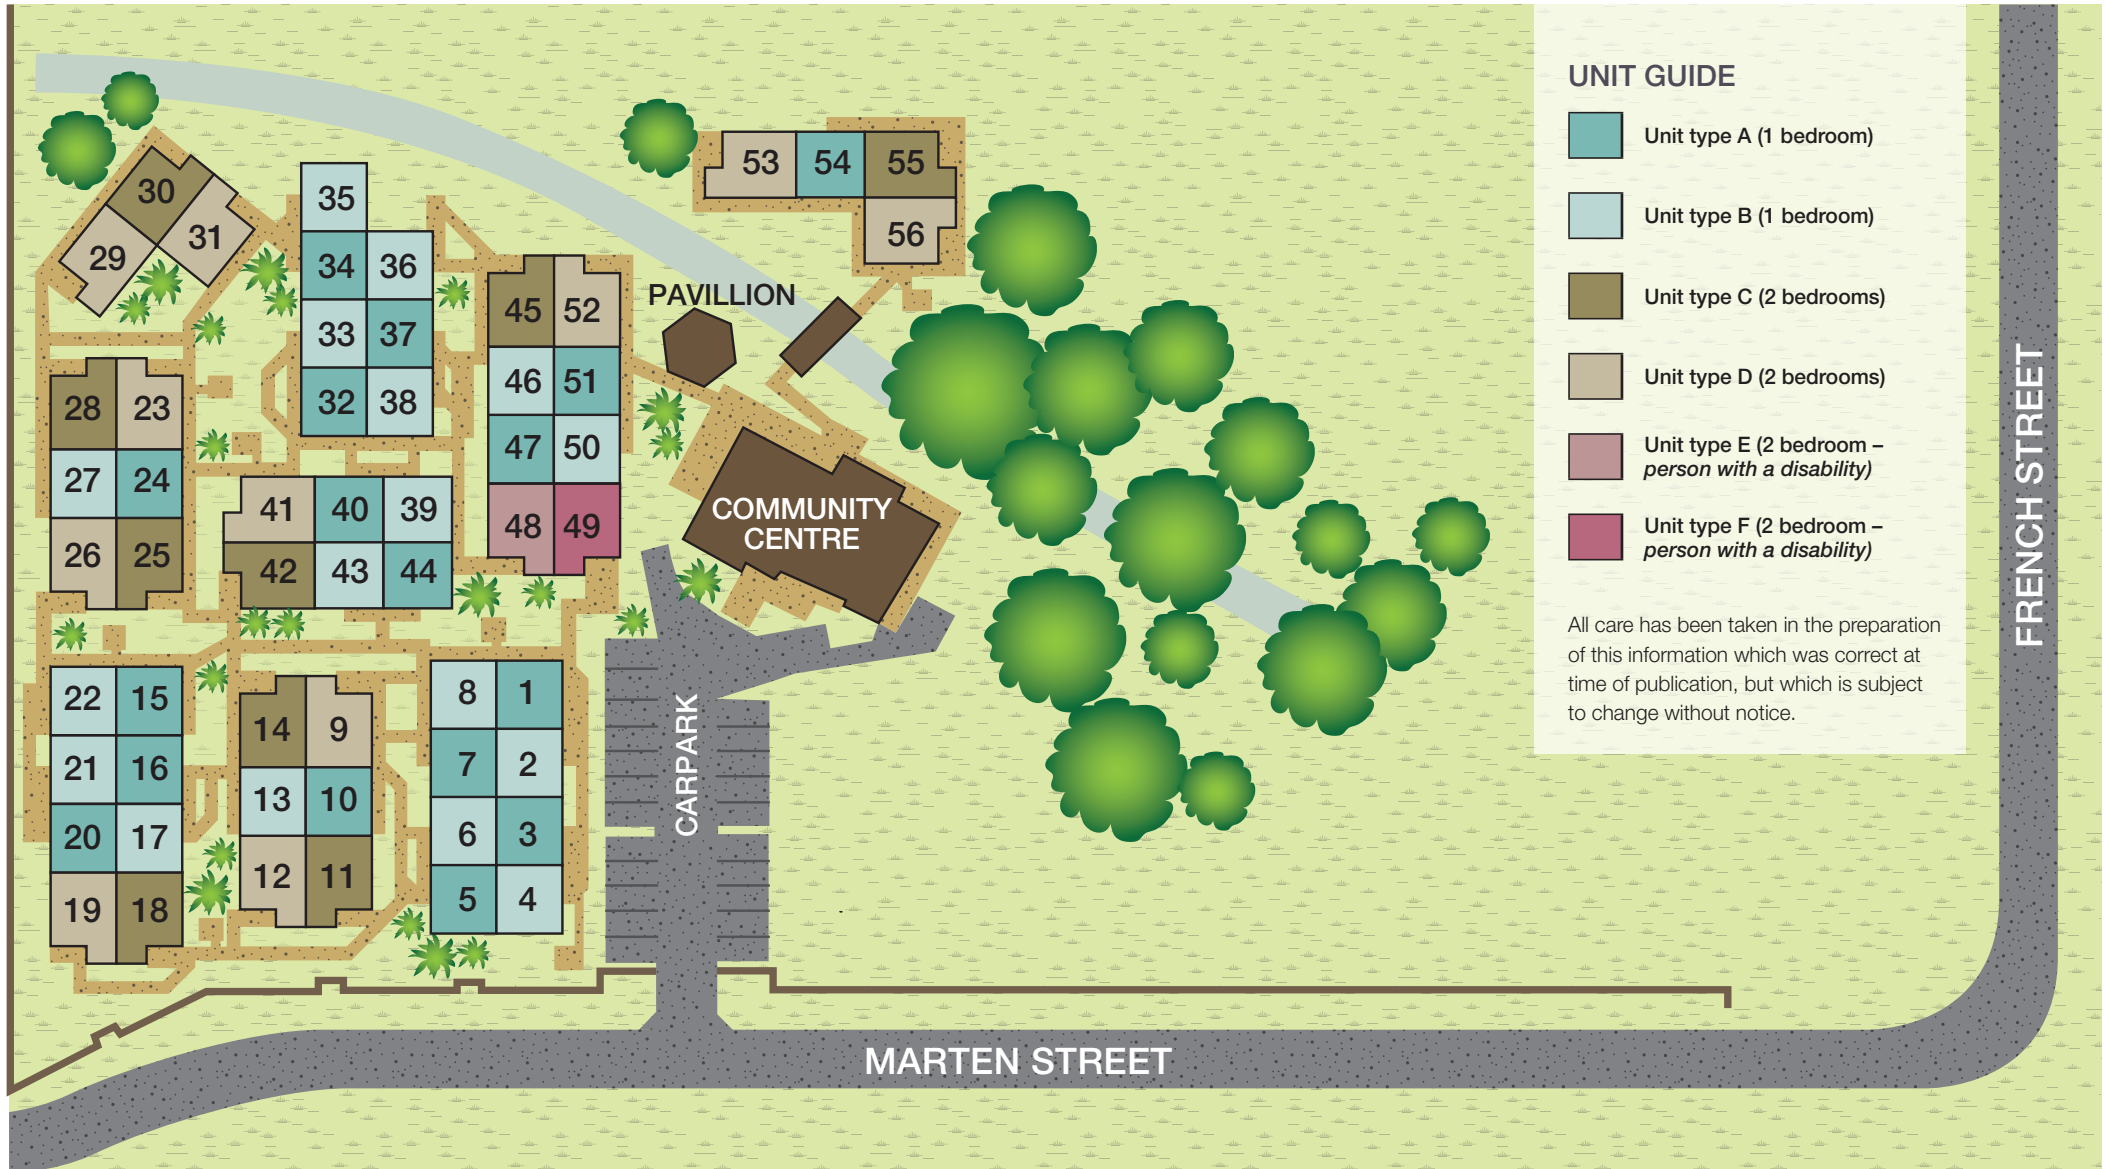 UNIT GUIDE
Unit type A (1 bedroom)
Unit type B (1 bedroom)
Unit type C (2 bedrooms)
Unit type D (2 bedrooms)
Unit type E (2 bedroom –
person with a disability)
Unit type F (2 bedroom –
person with a disability)
All care has been taken in the preparation
of this information which was correct at
time of publication, but which is subject
to change without notice.
53 54 55
56
30
31
29
35
34 36
33 37
32 38
45 52
46 51
47 50
48 49
PAVILLION
28 23
27 24
26 25
41 40 39
42 43 44
COMMUNITY
CENTRE
22 15
21 16
20 17
19 18
14 9
13 10
12 11
8 1
7 2
6 3
5 4
CARPARK
MARTEN STREET
FRENCH STREET